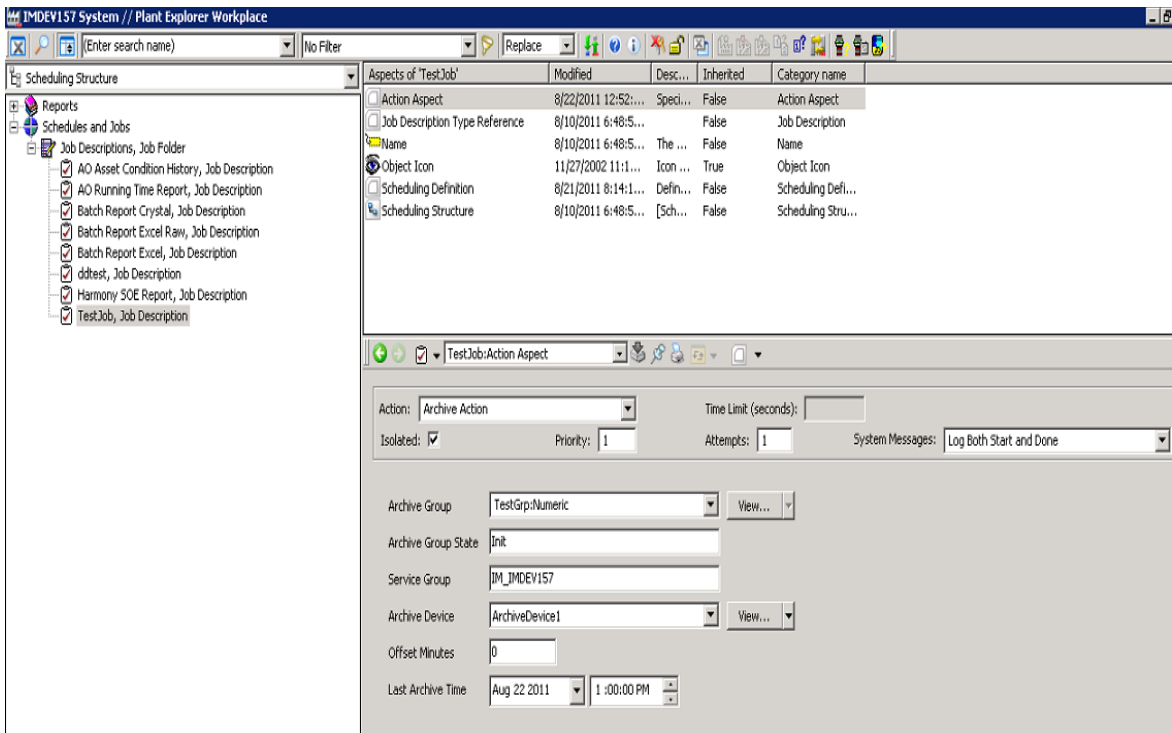 IMDEV157 System // Plant Explorer Workplace
(Enter search name) No Filter Replace
Scheduling Structure
Reports
Schedules and Jobs
Job Descriptions, Job Folder
AO Asset Condition History, Job Description
AO Running Time Report, Job Description
Batch Report Crystal, Job Description
Batch Report Excel Raw, Job Description
Batch Report Excel, Job Description
ddtest, Job Description
Harmony SOE Report, Job Description
TestJob, Job Description
Aspects of 'TestJob' Modified Desc... Inherited Category name
Action Aspect 8/22/2011 12:52:... Speci... False Action Aspect
Job Description Type Reference 8/10/2011 6:48:5... False Job Description
Name 8/10/2011 6:48:5... The ... False Name
Object Icon 11/27/2002 11:1... Icon ... True Object Icon
Scheduling Definition 8/21/2011 8:14:1... Defin... False Scheduling Defi...
Scheduling Structure 8/10/2011 6:48:5... [Sch... False Scheduling Stru...
TestJob:Action Aspect
Action: Archive Action Time Limit (seconds):
Isolated: Priority: 1 Attempts: 1 System Messages: Log Both Start and Done
Archive Group TestGrp:Numeric View...
Archive Group State Init
Service Group IM_IMDEV157
Archive Device ArchiveDevice1 View...
Offset Minutes 0
Last Archive Time Aug 22 2011 1 :00:00 PM